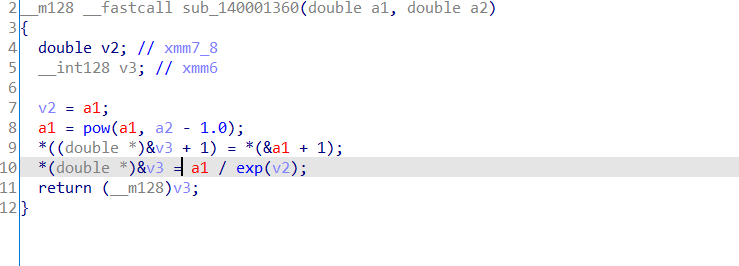 2 __m128 __fastcall sub_140001360(double a1, double a2)
3 {
4   double v2; // xmm7_8
5   __int128 v3; // xmm6
6
7   v2 = a1;
8   a1 = pow(a1, a2 - 1.0);
9   *((double *)&v3 + 1) = *(&a1 + 1);
10   *(double *)&v3 = a1 / exp(v2);
11   return (__m128)v3;
12 }